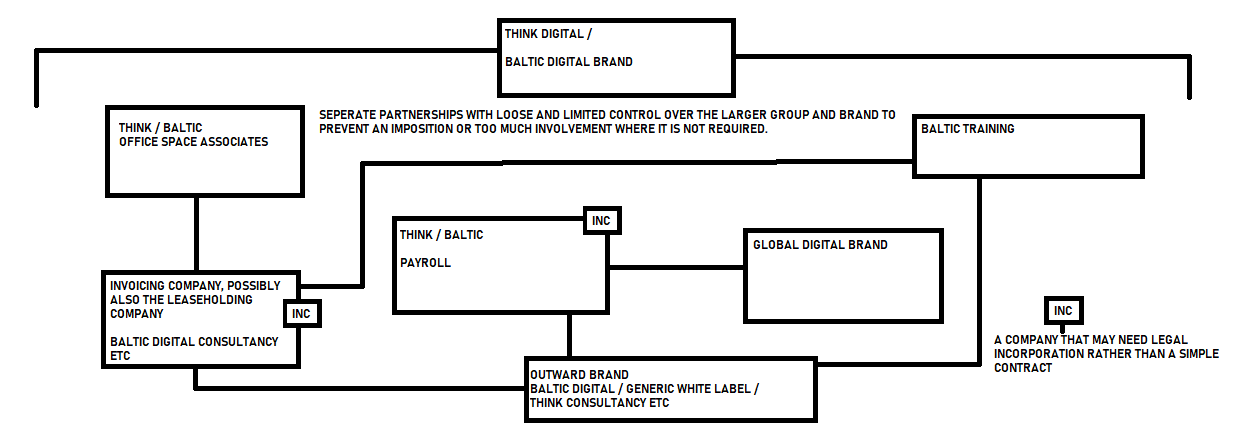 THINK DIGITAL /
BALTIC DIGITAL BRAND
SEPERATE PARTNERSHIPS WITH LOOSE AND LIMITED CONTROL OVER THE LARGER GROUP AND BRAND TO
PREVENT AN IMPOSITION OR TOO MUCH INVOLVEMENT WHERE IT IS NOT REQUIRED.
THINK / BALTIC
OFFICE SPACE ASSOCIATES
BALTIC TRAINING
INC
THINK / BALTIC
PAYROLL
GLOBAL DIGITAL BRAND
INVOICING COMPANY, POSSIBLY
ALSO THE LEASEHOLDING
COMPANY
INC
BALTIC DIGITAL CONSULTANCY
ETC
INC
A COMPANY THAT MAY NEED LEGAL
INCORPORATION RATHER THAN A SIMPLE
CONTRACT
OUTWARD BRAND
BALTIC DIGITAL / GENERIC WHITE LABEL /
THINK CONSULTANCY ETC